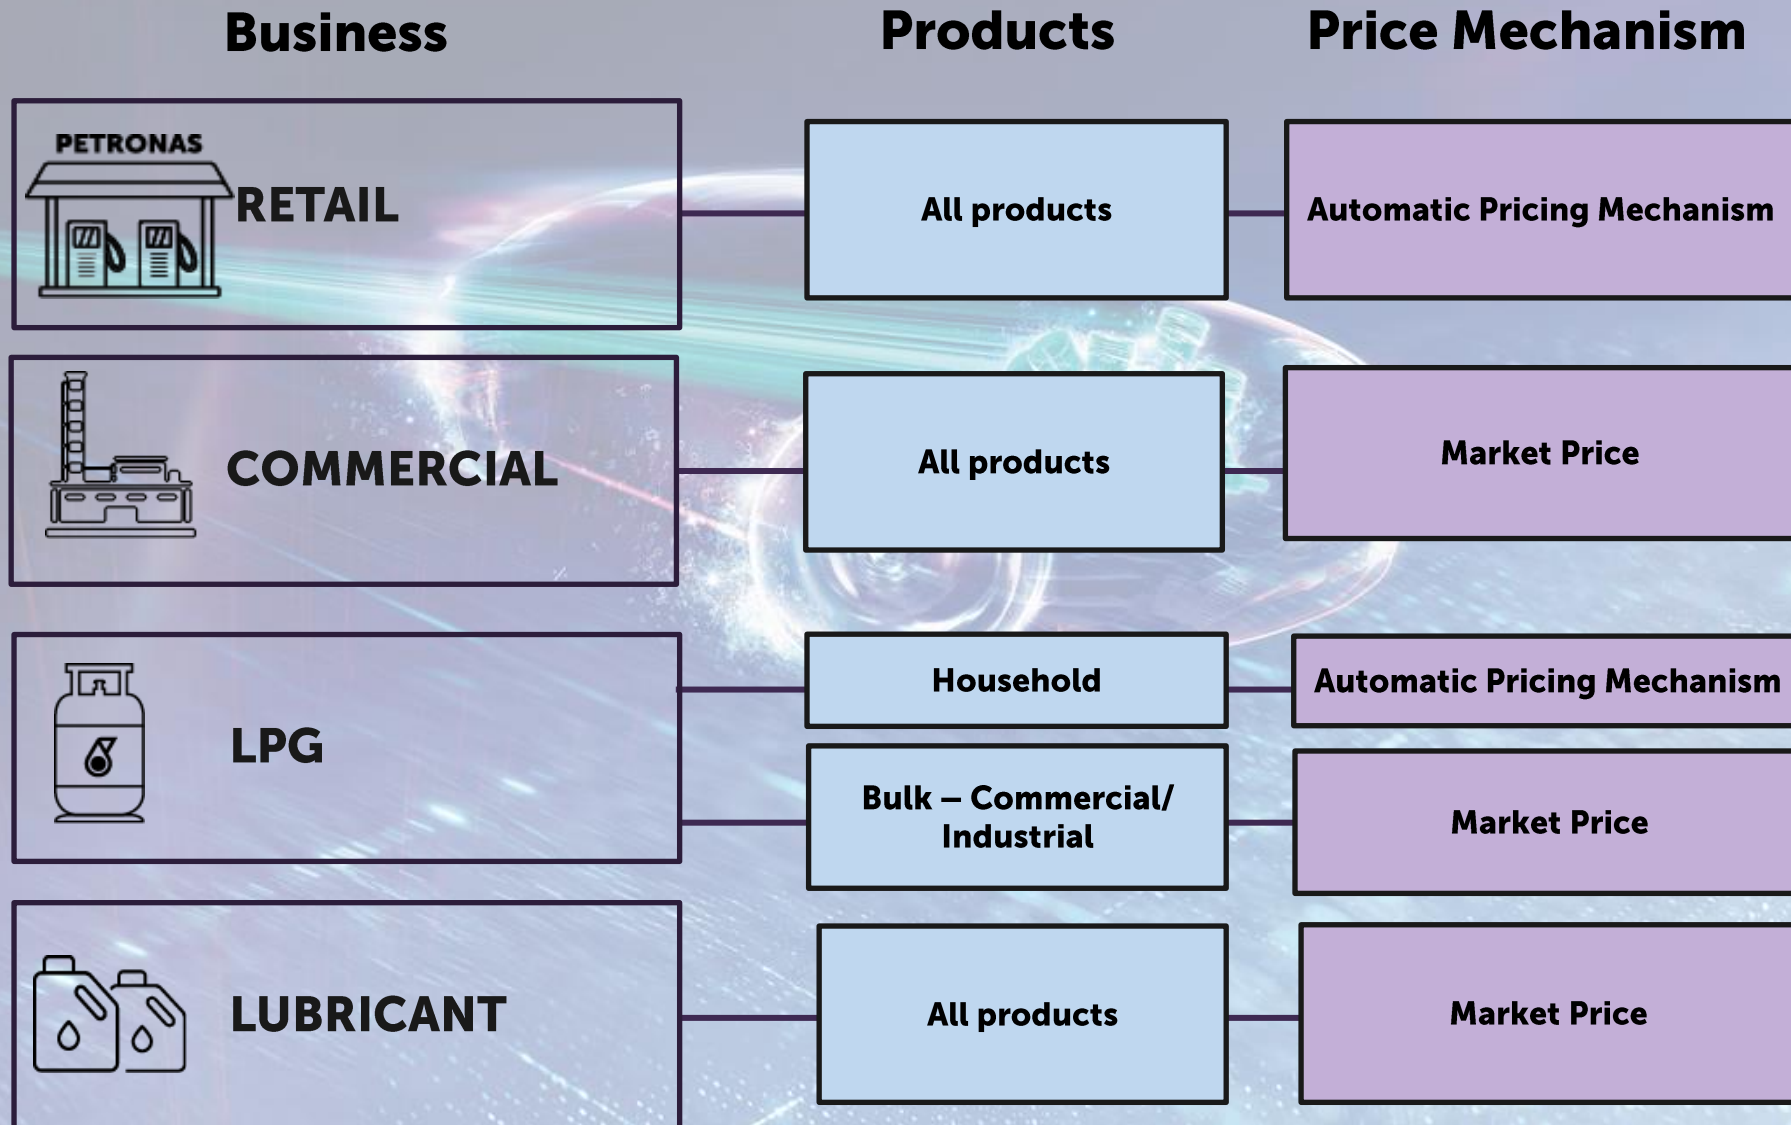 Business
Products
Price Mechanism
PETRONAS
RETAIL
All products
Automatic Pricing Mechanism
COMMERCIAL
All products
Market Price
LPG
Household
Automatic Pricing Mechanism
Bulk – Commercial/
Industrial
Market Price
LUBRICANT
All products
Market Price